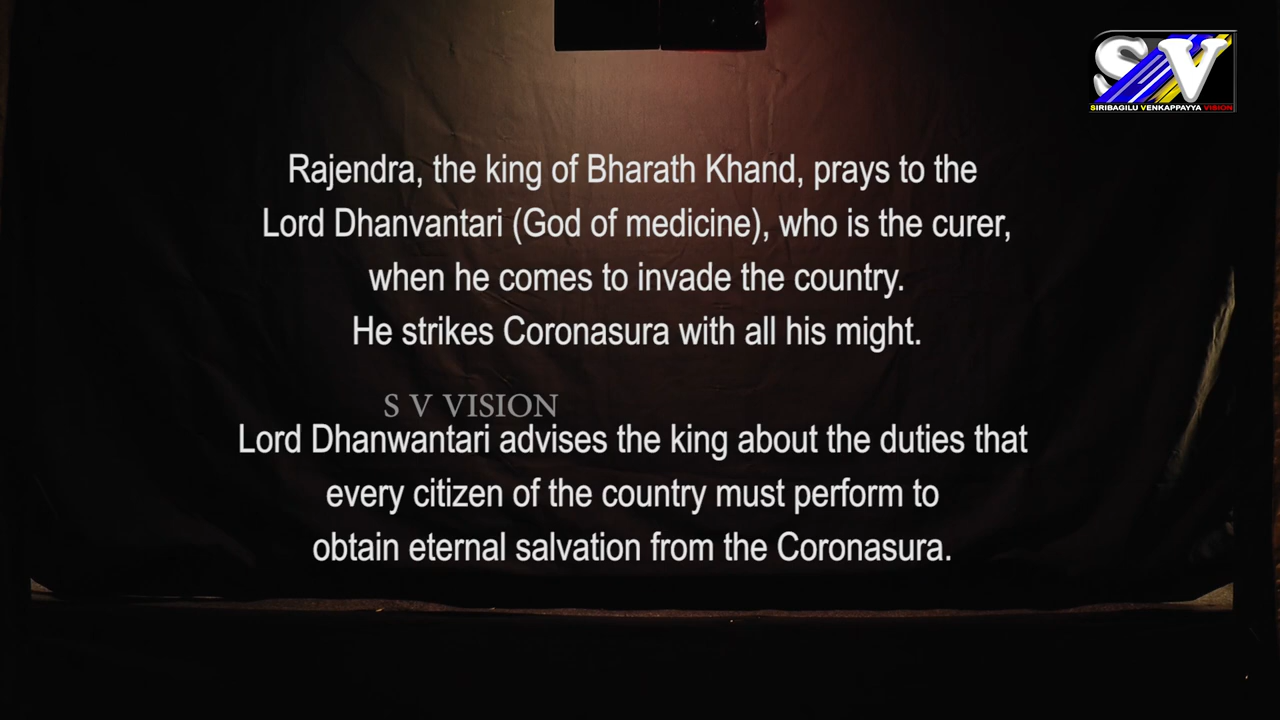 SV
SIRIBAGILU VENKAPPAYYA VISION
Rajendra, the king of Bharath Khand, prays to the
Lord Dhanvantari (God of medicine), who is the curer,
when he comes to invade the country.
He strikes Coronasura with all his might.
S V VISION
Lord Dhanwantari advises the king about the duties that
every citizen of the country must perform to
obtain eternal salvation from the Coronasura.